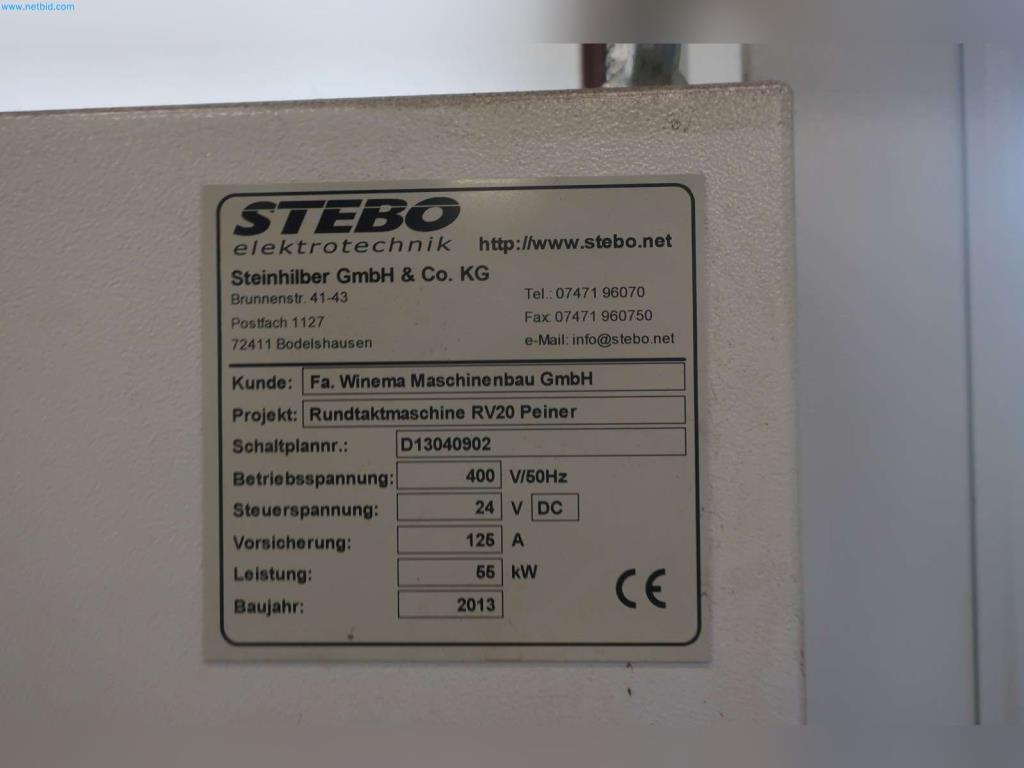 www.netbid.com
STEBO
elektrotechnik http://www.stebo.net
Steinhilber GmbH & Co. KG
Brunnenstr. 41-43 Tel.: 07471 96070
Postfach 1127 Fax 07471 960750
72411 Bodelshausen e-Mail: info@stebo.net
Kunde: Fa. Winema Maschinenbau GmbH
Projekt: Rundtaktmaschine RV20 Peiner
Schaltplannr.: D13040902
Betriebsspannung: 400 V/50Hz
Steuerspannung: 24 V DC
Vorsicherung: 125 A
Leistung: 55 kW
Baujahr: 2013
CE